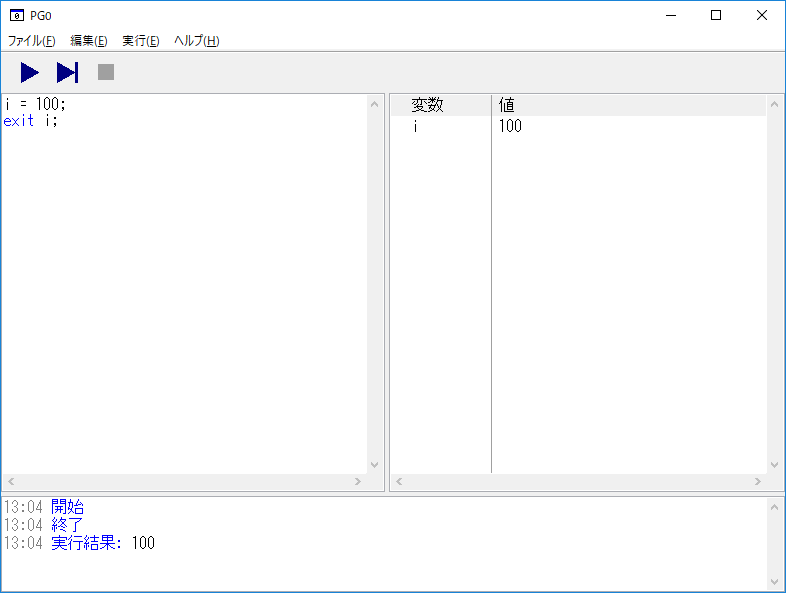 PG0
ファイル(F) 編集(E) 実行(E) ヘルプ(H)
i = 100;
exit i;
変数 値
i 100
13:04 開始
13:04 終了
13:04 実行結果: 100